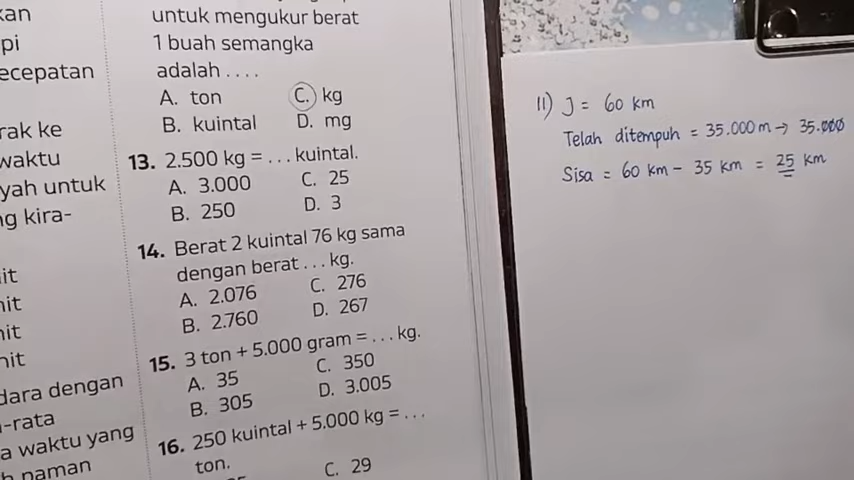 kan
pi
ecepatan
rak ke
waktu
yah untuk
g kira-
it
it
it
nit
dara dengan
-rata
a waktu yang
h naman
untuk mengukur berat
1 buah semangka
adalah . . . .
A. ton C. kg
B. kuintal D. mg
13. 2.500 kg = . . . kuintal.
A. 3.000 C. 25
B. 250 D. 3
14. Berat 2 kuintal 76 kg sama
dengan berat . . . kg.
A. 2.076 C. 276
B. 2.760 D. 267
15. 3 ton + 5.000 gram = . . . kg.
A. 35 C. 350
B. 305 D. 3.005
16. 250 kuintal + 5.000 kg = . . .
ton.
C. 29
11) J = 60 km
Telah ditempuh = 35.000 m → 35.000
Sisa = 60 km - 35 km = 25 km